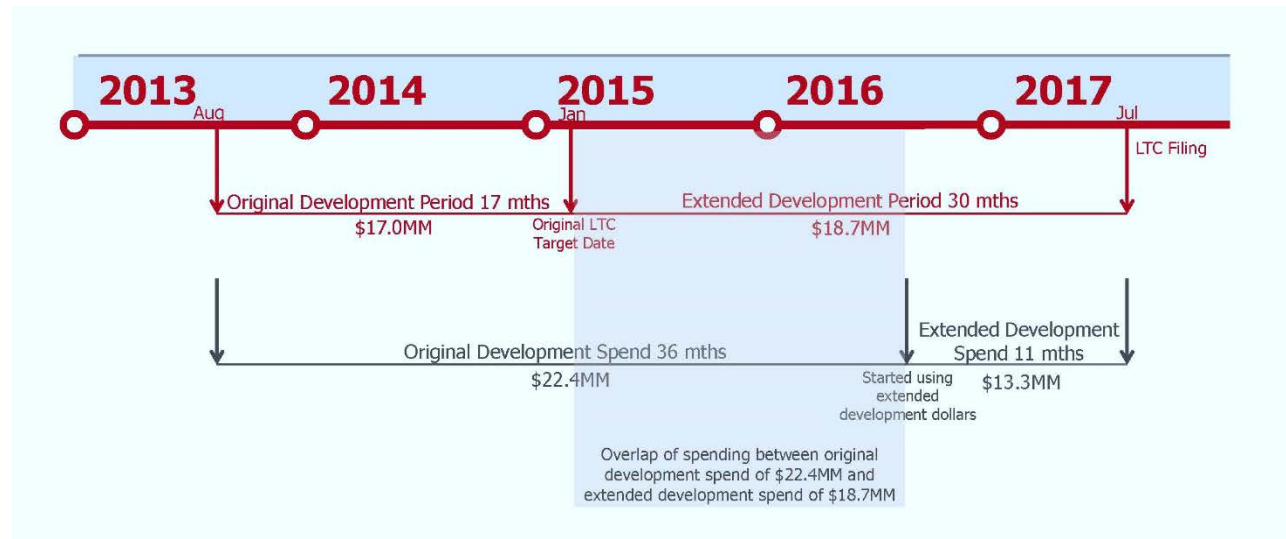 2013 2014 2015 2016 2017
Aug Jan Jul
LTC Filing
Original Development Period 17 mths Extended Development Period 30 mths
$17.0MM Original LTC $18.7MM
Target Date
Extended Development
Original Development Spend 36 mths Spend 11 mths
$22.4MM Started using $13.3MM
extended
development dollars
Overlap of spending between original
development spend of $22.4MM and
extended development spend of $18.7MM